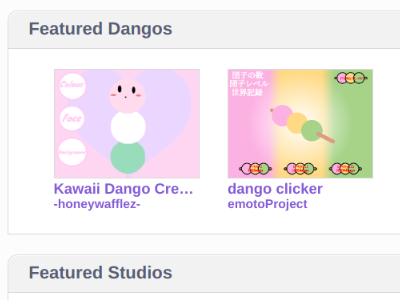 Featured Dangos
Colour
face
団子の数
団子レベル
世界記録
Kawaii Dango Cre...
-honeywafflez-
dango clicker
emotoProject
Featured Studios